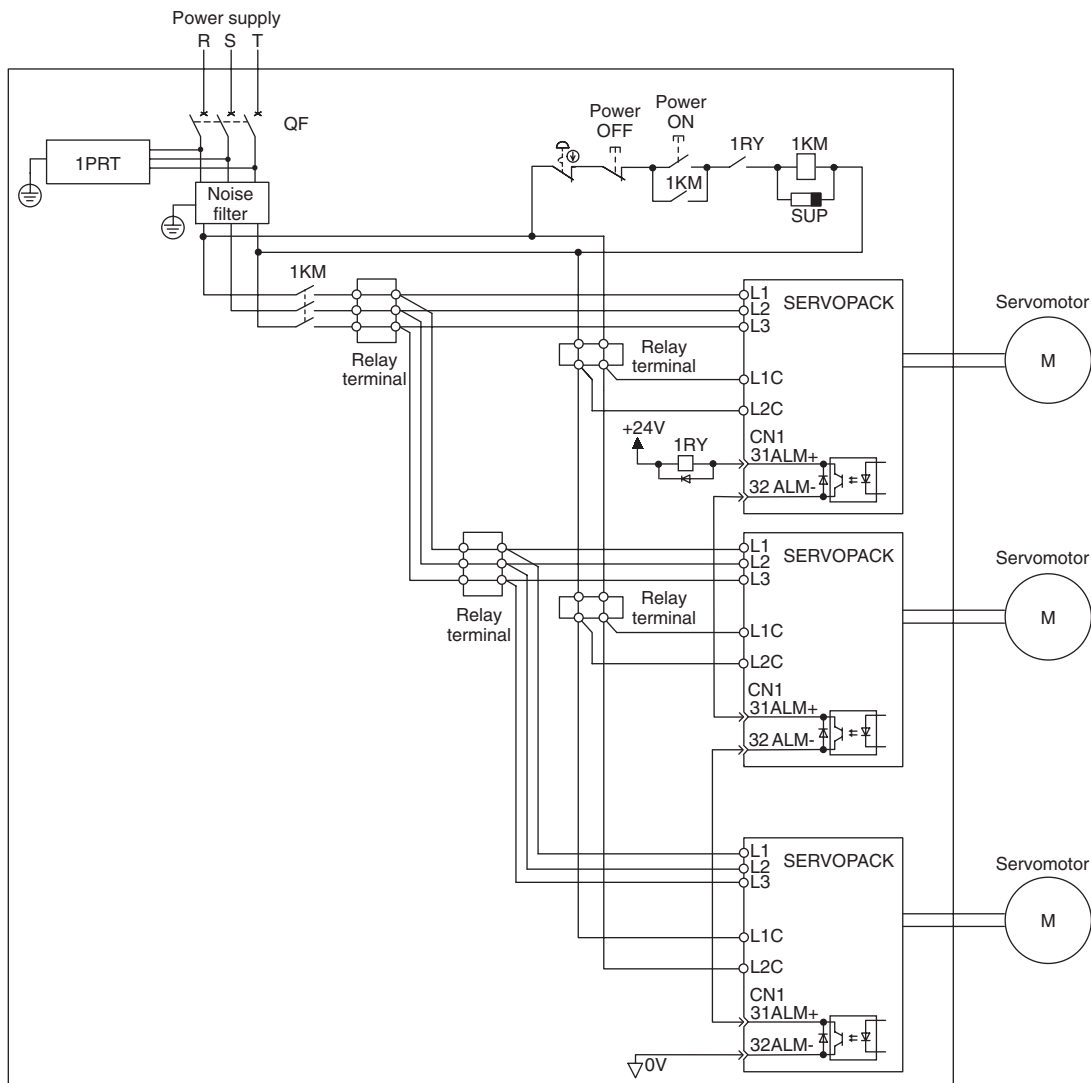 Power supply
R S T
QF
1PRT
Noise
filter
Power
OFF
Power
ON
1RY
1KM
1KM
SUP
1KM
Relay
terminal
L1
L2
L3
SERVOPACK
Servomotor
M
Relay
terminal
L1C
L2C
+24V
1RY
CN1
31ALM+
32 ALM-
L1
L2
L3
SERVOPACK
Servomotor
M
Relay
terminal
Relay
terminal
L1C
L2C
CN1
31ALM+
32 ALM-
L1
L2
L3
SERVOPACK
Servomotor
M
L1C
L2C
CN1
31ALM+
32ALM-
0V